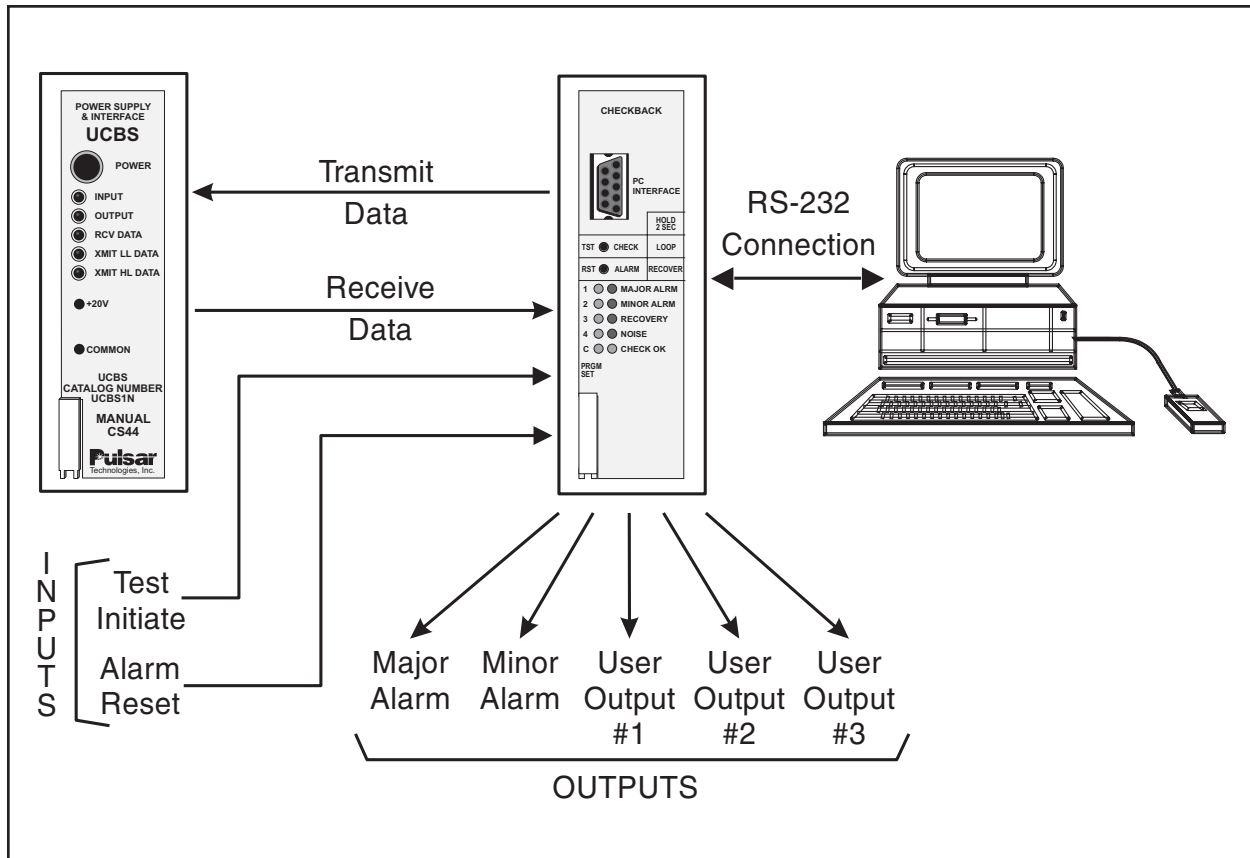 POWER SUPPLY
& INTERFACE
UCBS
POWER
INPUT
OUTPUT
RCV DATA
XMIT LL DATA
XMIT HL DATA
+20V
COMMON
UCBS
CATALOG NUMBER
UCBS1N
MANUAL
CS44
Pulsar
Technologies, Inc.
Transmit
Data
Receive
Data
CHECKBACK
PC
INTERFACE
HOLD
2 SEC
TST CHECK LOOP
RST ALARM RECOVER
1 MAJOR ALRM
2 MINOR ALRM
3 RECOVERY
4 NOISE
C CHECK OK
PRGM
SET
RS-232
Connection
INPUTS
Test
Initiate
Alarm
Reset
Major
Alarm
Minor
Alarm
User
Output
#1
User
Output
#2
User
Output
#3
OUTPUTS